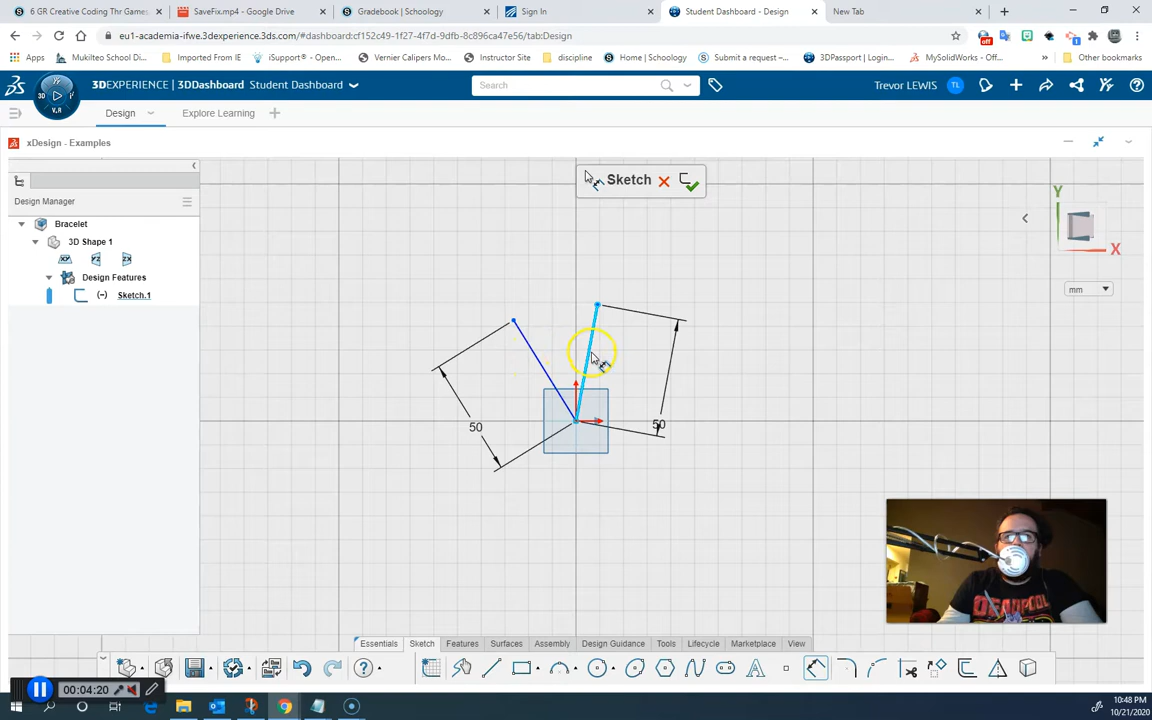 6 GR Creative Coding Thr Games
SaveFix.mp4 - Google Drive
Gradebook | Schoology
Sign In
Student Dashboard - Design
New Tab
eu1-academia-ifwe.3dexperience.3ds.com/#dashboard:cf152c49-1f27-4f7d-9dfb-8c896ca47e56/tab:Design
Apps
Mukilteo School Di...
Imported From IE
iSupport® - Open...
Vernier Calipers Mo...
Instructor Site
discipline
Home | Schoology
Submit a request –...
3DPassport | Login...
MySolidWorks - Off...
Other bookmarks
3DEXPERIENCE | 3DDashboard Student Dashboard
Search
Trevor LEWIS
TL
3D
V,R
Design
Explore Learning
xDesign - Examples
Design Manager
Bracelet
3D Shape 1
Design Features
(-) Sketch.1
Sketch
Y
X
mm
50
50
Essentials
Sketch
Features
Surfaces
Assembly
Design Guidance
Tools
Lifecycle
Marketplace
View
00:04:20
DEADPOOL
10:48 PM
10/21/2020